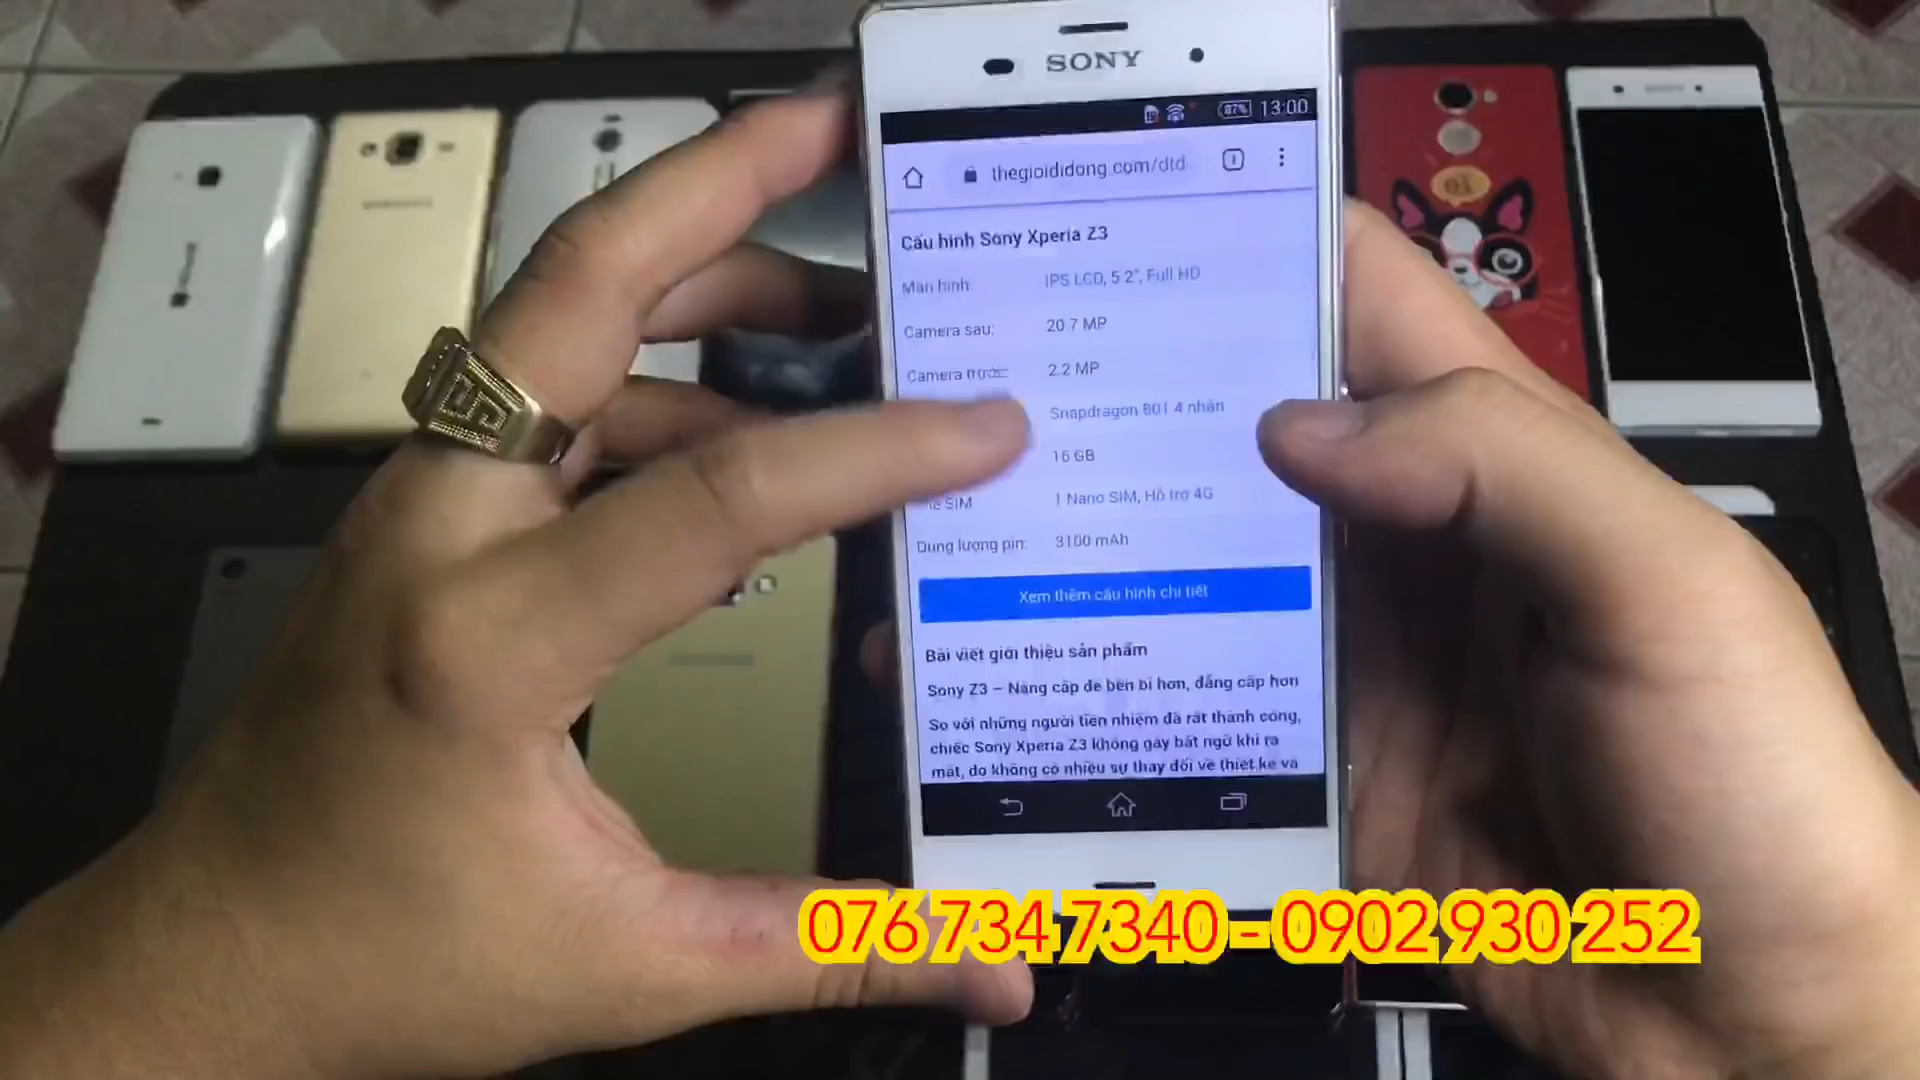 SONY
87% 13:00
thegioididong.com/dtd
Cấu hình Sony Xperia Z3
Màn hình: IPS LCD, 5.2", Full HD
Camera sau: 20.7 MP
Camera trước: 2.2 MP
Snapdragon 801 4 nhân
16 GB
SIM 1 Nano SIM, Hỗ trợ 4G
Dung lượng pin: 3100 mAh
Xem thêm cấu hình chi tiết
Bài viết giới thiệu sản phẩm
Sony Z3 – Nâng cấp để bền bỉ hơn, đẳng cấp hơn
So với những người tiền nhiệm đã rất thành công,
chiếc Sony Xperia Z3 không gây bất ngờ khi ra
mắt, do không có nhiều sự thay đổi về thiết kế và
076 734 7340 - 0902 930 252
SAMSUNG